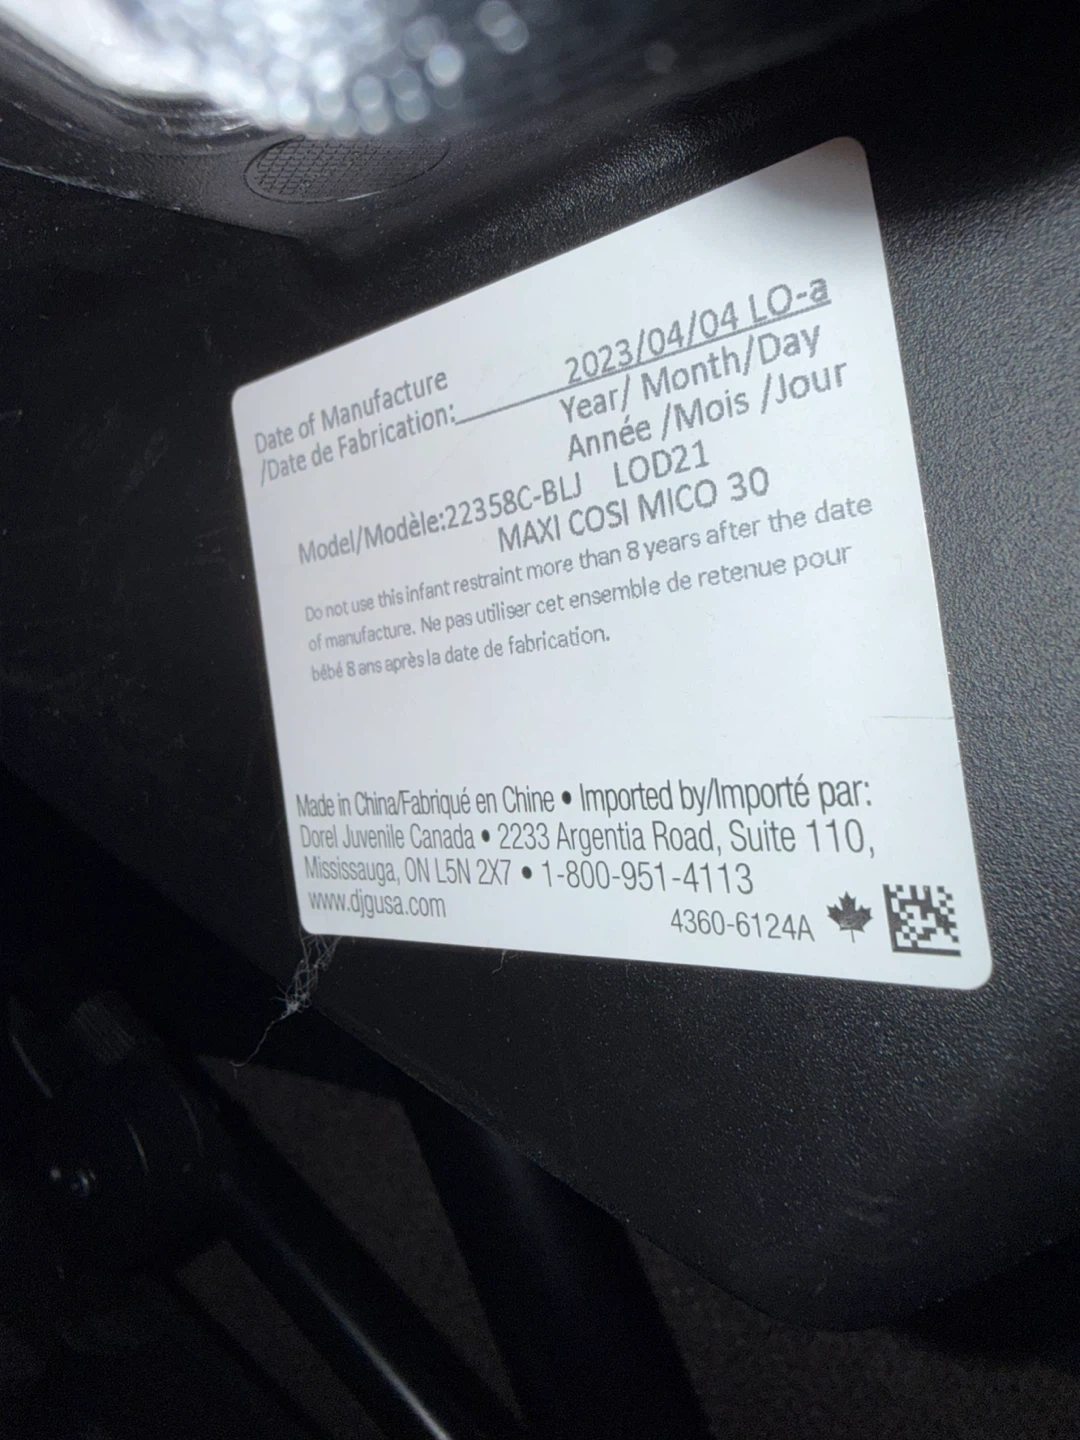 Date of Manufacture
/Date de Fabrication: 2023/04/04 LO-a
Year/ Month/Day
Année /Mois /Jour
Model/Modèle:22358C-BLJ LOD21
MAXI COSI MICO 30
Do not use this infant restraint more than 8 years after the date
of manufacture. Ne pas utiliser cet ensemble de retenue pour
bébé 8 ans après la date de fabrication.
Made in China/Fabriqué en Chine • Imported by/Importé par:
Dorel Juvenile Canada • 2233 Argentia Road, Suite 110,
Mississauga, ON L5N 2X7 • 1-800-951-4113
www.djgusa.com
4360-6124A